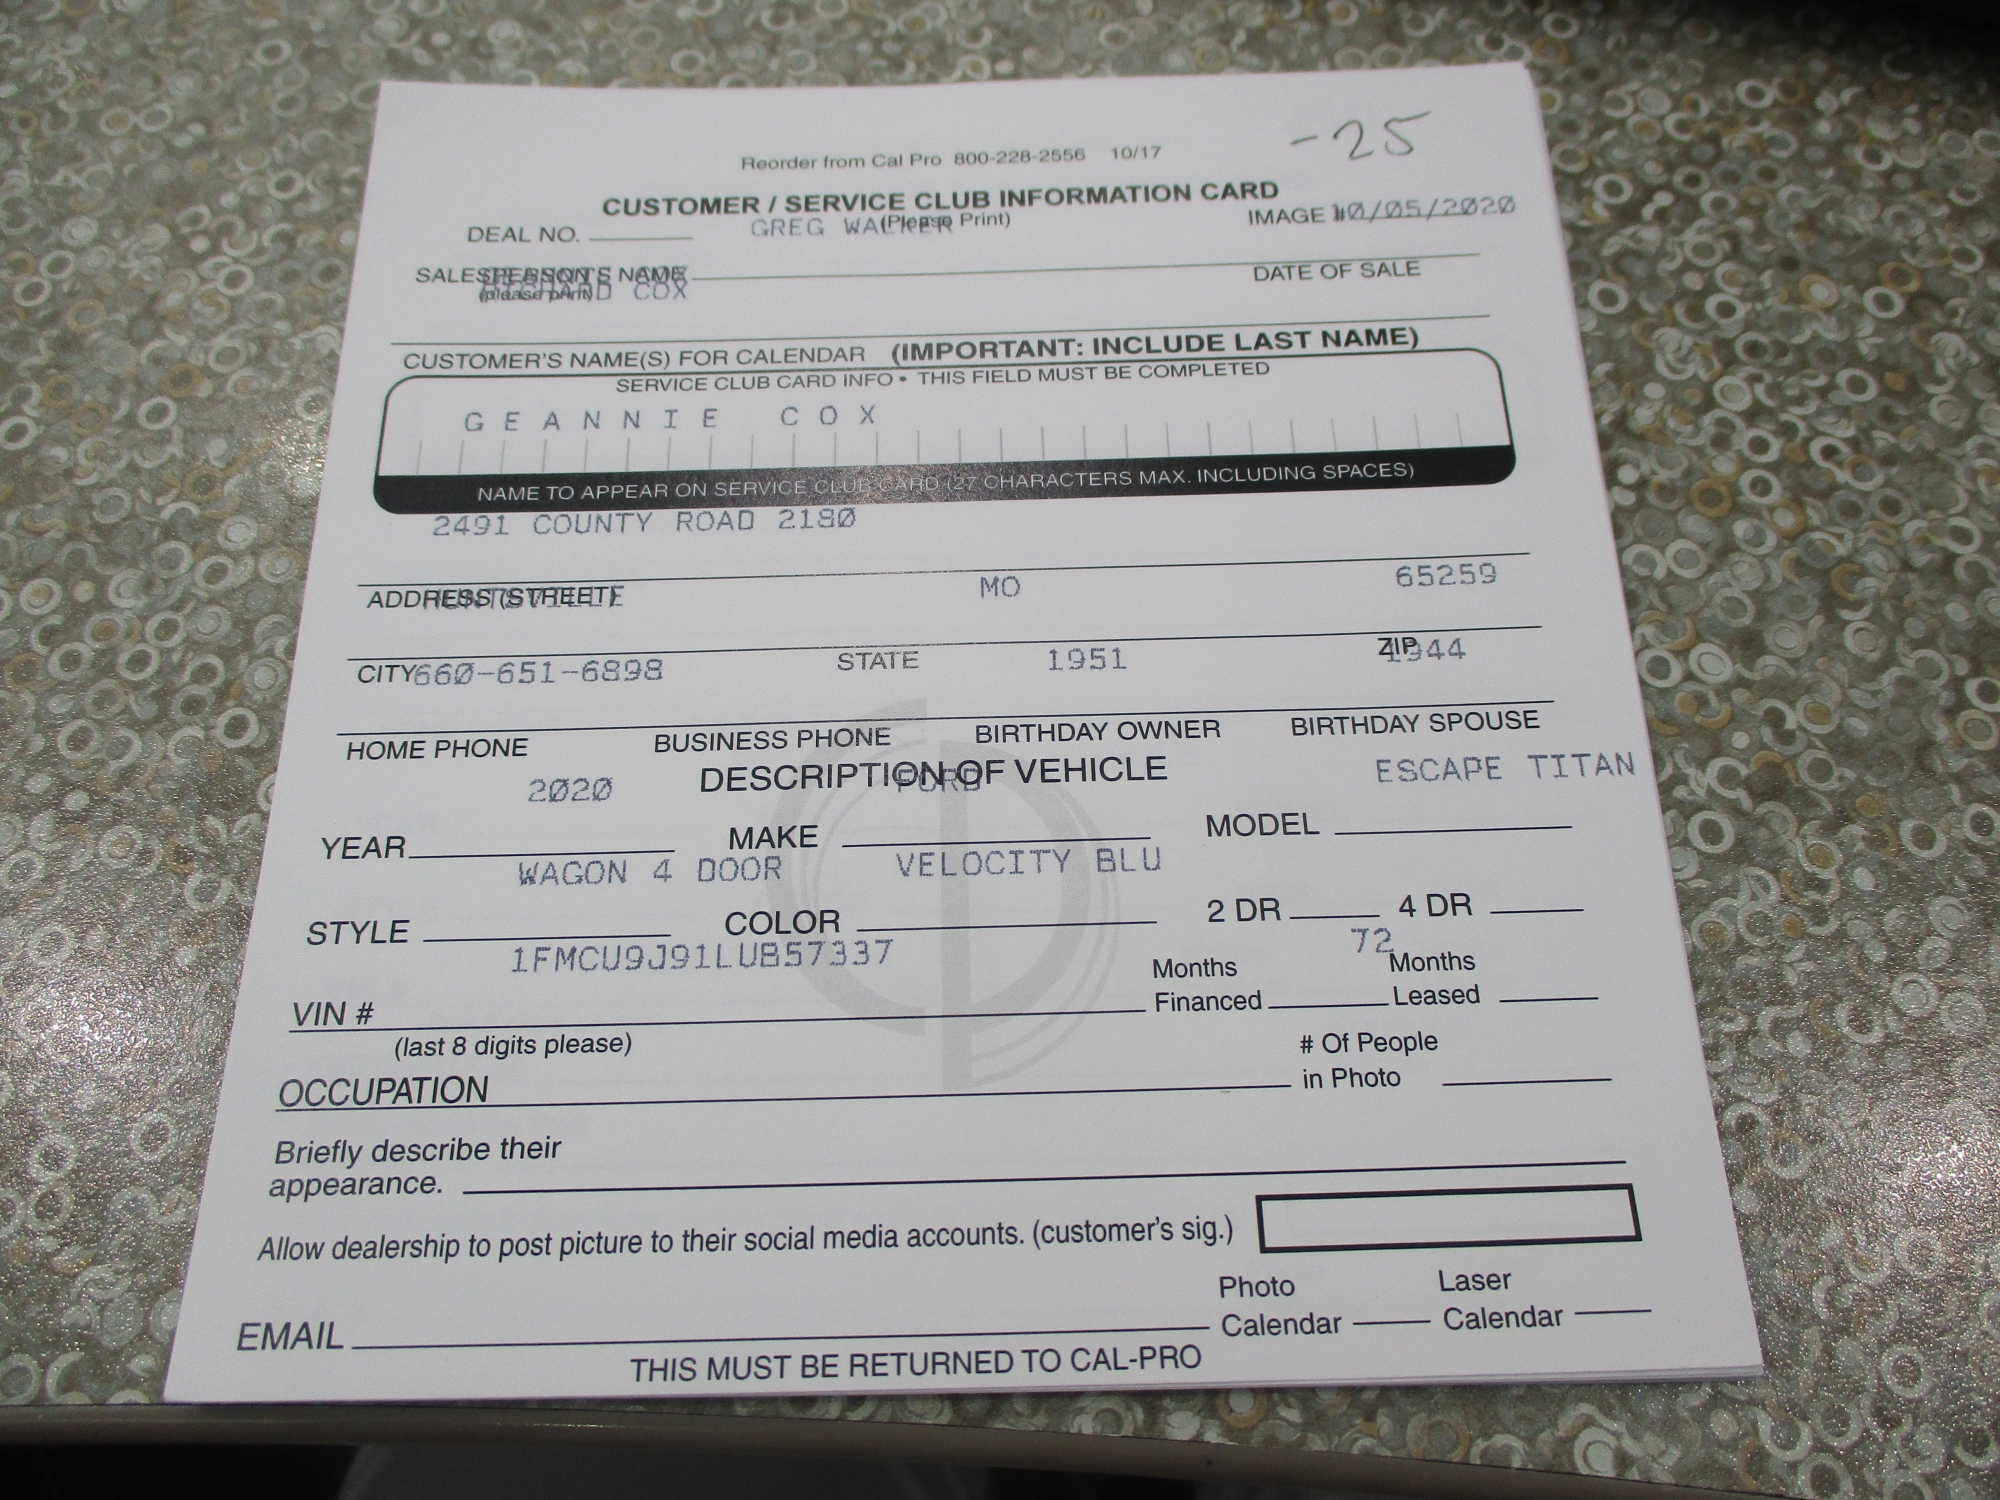 -25
Reorder from Cal Pro 800-228-2556 10/17
CUSTOMER / SERVICE CLUB INFORMATION CARD
(Please Print)
DEAL NO. GREG WALKER IMAGE # 10/05/2020
SALESPERSON'S NAME DATE OF SALE
(please print) RICHARD COX
CUSTOMER'S NAME(S) FOR CALENDAR (IMPORTANT: INCLUDE LAST NAME)
SERVICE CLUB CARD INFO • THIS FIELD MUST BE COMPLETED
GEANNIE COX
NAME TO APPEAR ON SERVICE CLUB CARD (27 CHARACTERS MAX. INCLUDING SPACES)
2491 COUNTY ROAD 2180
ADDRESS (STREET) HUNTSVILLE MO 65259
CITY 660-651-6898 STATE 1951 ZIP 1944
HOME PHONE BUSINESS PHONE BIRTHDAY OWNER BIRTHDAY SPOUSE
DESCRIPTION OF VEHICLE
2020 FORD ESCAPE TITAN
YEAR MAKE MODEL
WAGON 4 DOOR VELOCITY BLU
STYLE COLOR 2 DR 4 DR
1FMCU9J91LUB57337 72
VIN # Months Financed Months Leased
(last 8 digits please)
OCCUPATION # Of People in Photo
Briefly describe their
appearance.
Allow dealership to post picture to their social media accounts. (customer's sig.)
EMAIL Photo Calendar Laser Calendar
THIS MUST BE RETURNED TO CAL-PRO